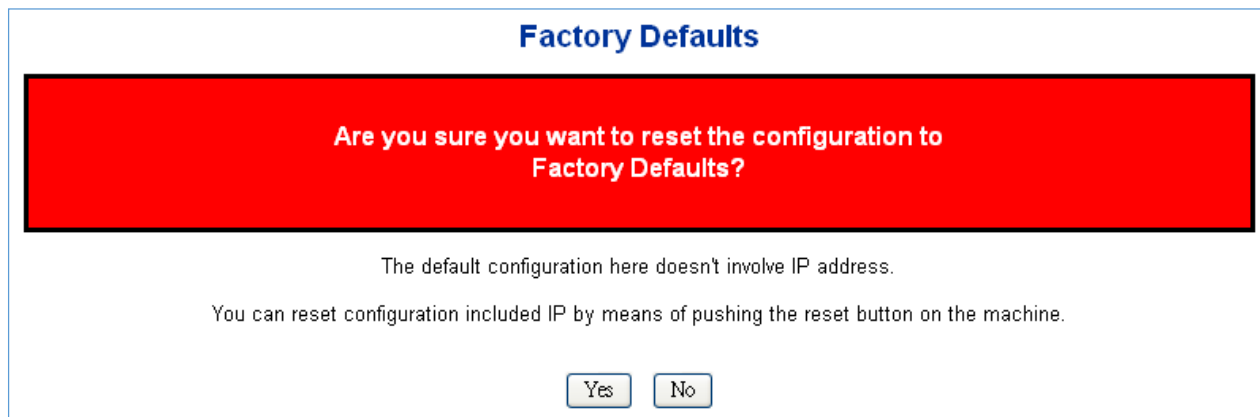 Factory Defaults
Are you sure you want to reset the configuration to
Factory Defaults?
The default configuration here doesn't involve IP address.
You can reset configuration included IP by means of pushing the reset button on the machine.
Yes No